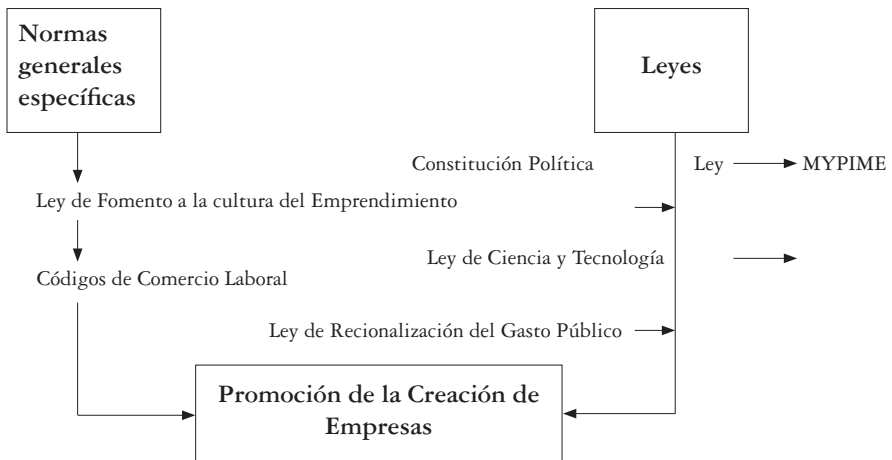 Normas
generales
específicas
Leyes
Constitución Política
Ley
MYPIME
Ley de Fomento a la cultura del Emprendimiento
Ley de Ciencia y Tecnología
Códigos de Comercio Laboral
Ley de Recionalización del Gasto Público
Promoción de la Creación de
Empresas